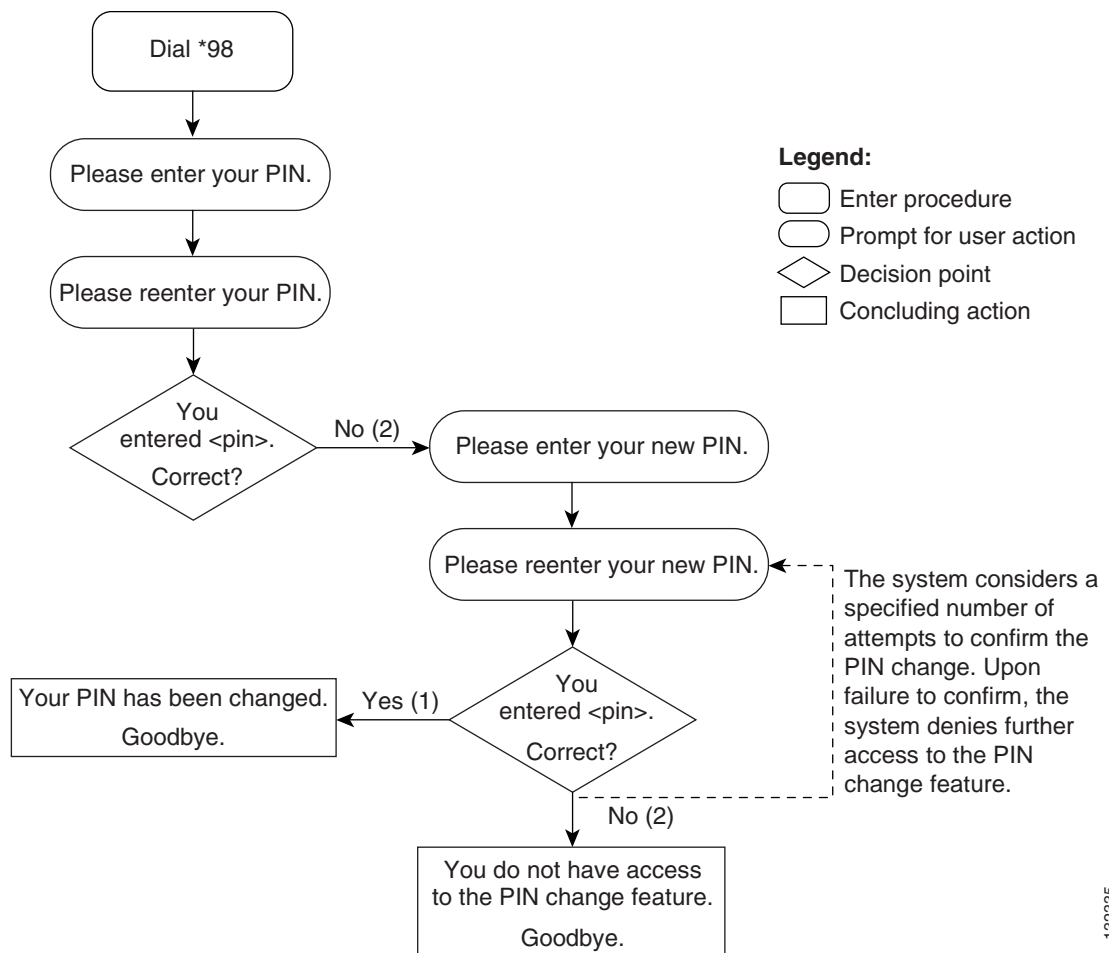 Dial *98
Please enter your PIN.
Please reenter your PIN.
You
entered <pin>.
Correct?
No (2)
Please enter your new PIN.
Please reenter your new PIN.
You
entered <pin>.
Correct?
Yes (1)
Your PIN has been changed.
Goodbye.
No (2)
You do not have access
to the PIN change feature.
Goodbye.
Legend:
Enter procedure
Prompt for user action
Decision point
Concluding action
The system considers a
specified number of
attempts to confirm the
PIN change. Upon
failure to confirm, the
system denies further
access to the PIN
change feature.